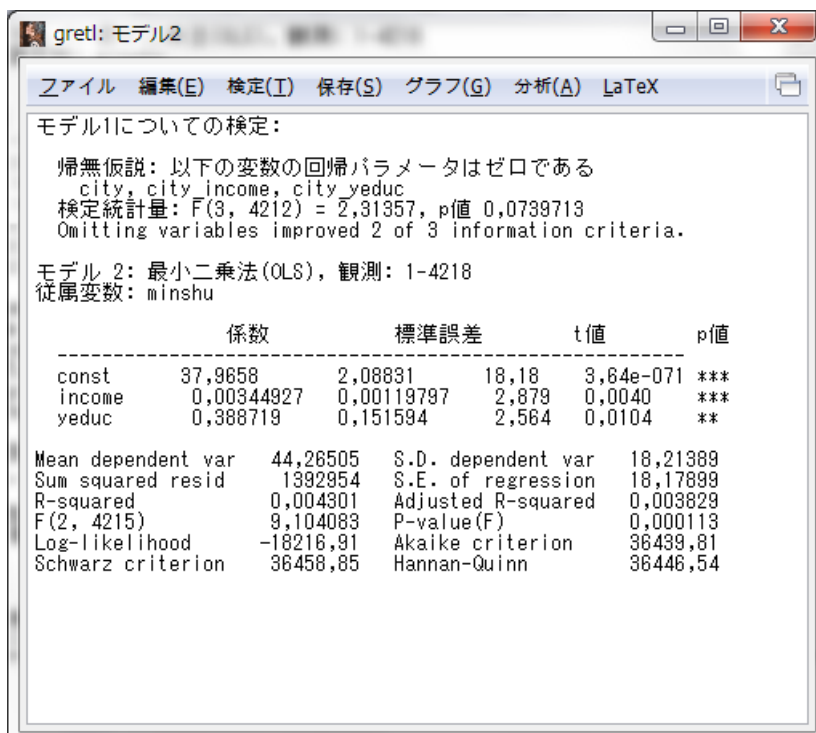 gretl: モデル2
ファイル 編集(E) 検定(T) 保存(S) グラフ(G) 分析(A) LaTeX
モデル1についての検定:
帰無仮説: 以下の変数の回帰パラメータはゼロである
city, city_income, city_yeduc
検定統計量: F(3, 4212) = 2,31357, p値 0,0739713
Omitting variables improved 2 of 3 information criteria.
モデル 2: 最小二乗法(OLS), 観測: 1-4218
従属変数: minshu
係数 標準誤差 t値 p値
-------------------------------------------------------
const 37,9658 2,08831 18,18 3,64e-071 ***
income 0,00344927 0,00119797 2,879 0,0040 ***
yeduc 0,388719 0,151594 2,564 0,0104 **
Mean dependent var 44,26505 S.D. dependent var 18,21389
Sum squared resid 1392954 S.E. of regression 18,17899
R-squared 0,004301 Adjusted R-squared 0,003829
F(2, 4215) 9,104083 P-value(F) 0,000113
Log-likelihood -18216,91 Akaike criterion 36439,81
Schwarz criterion 36458,85 Hannan-Quinn 36446,54